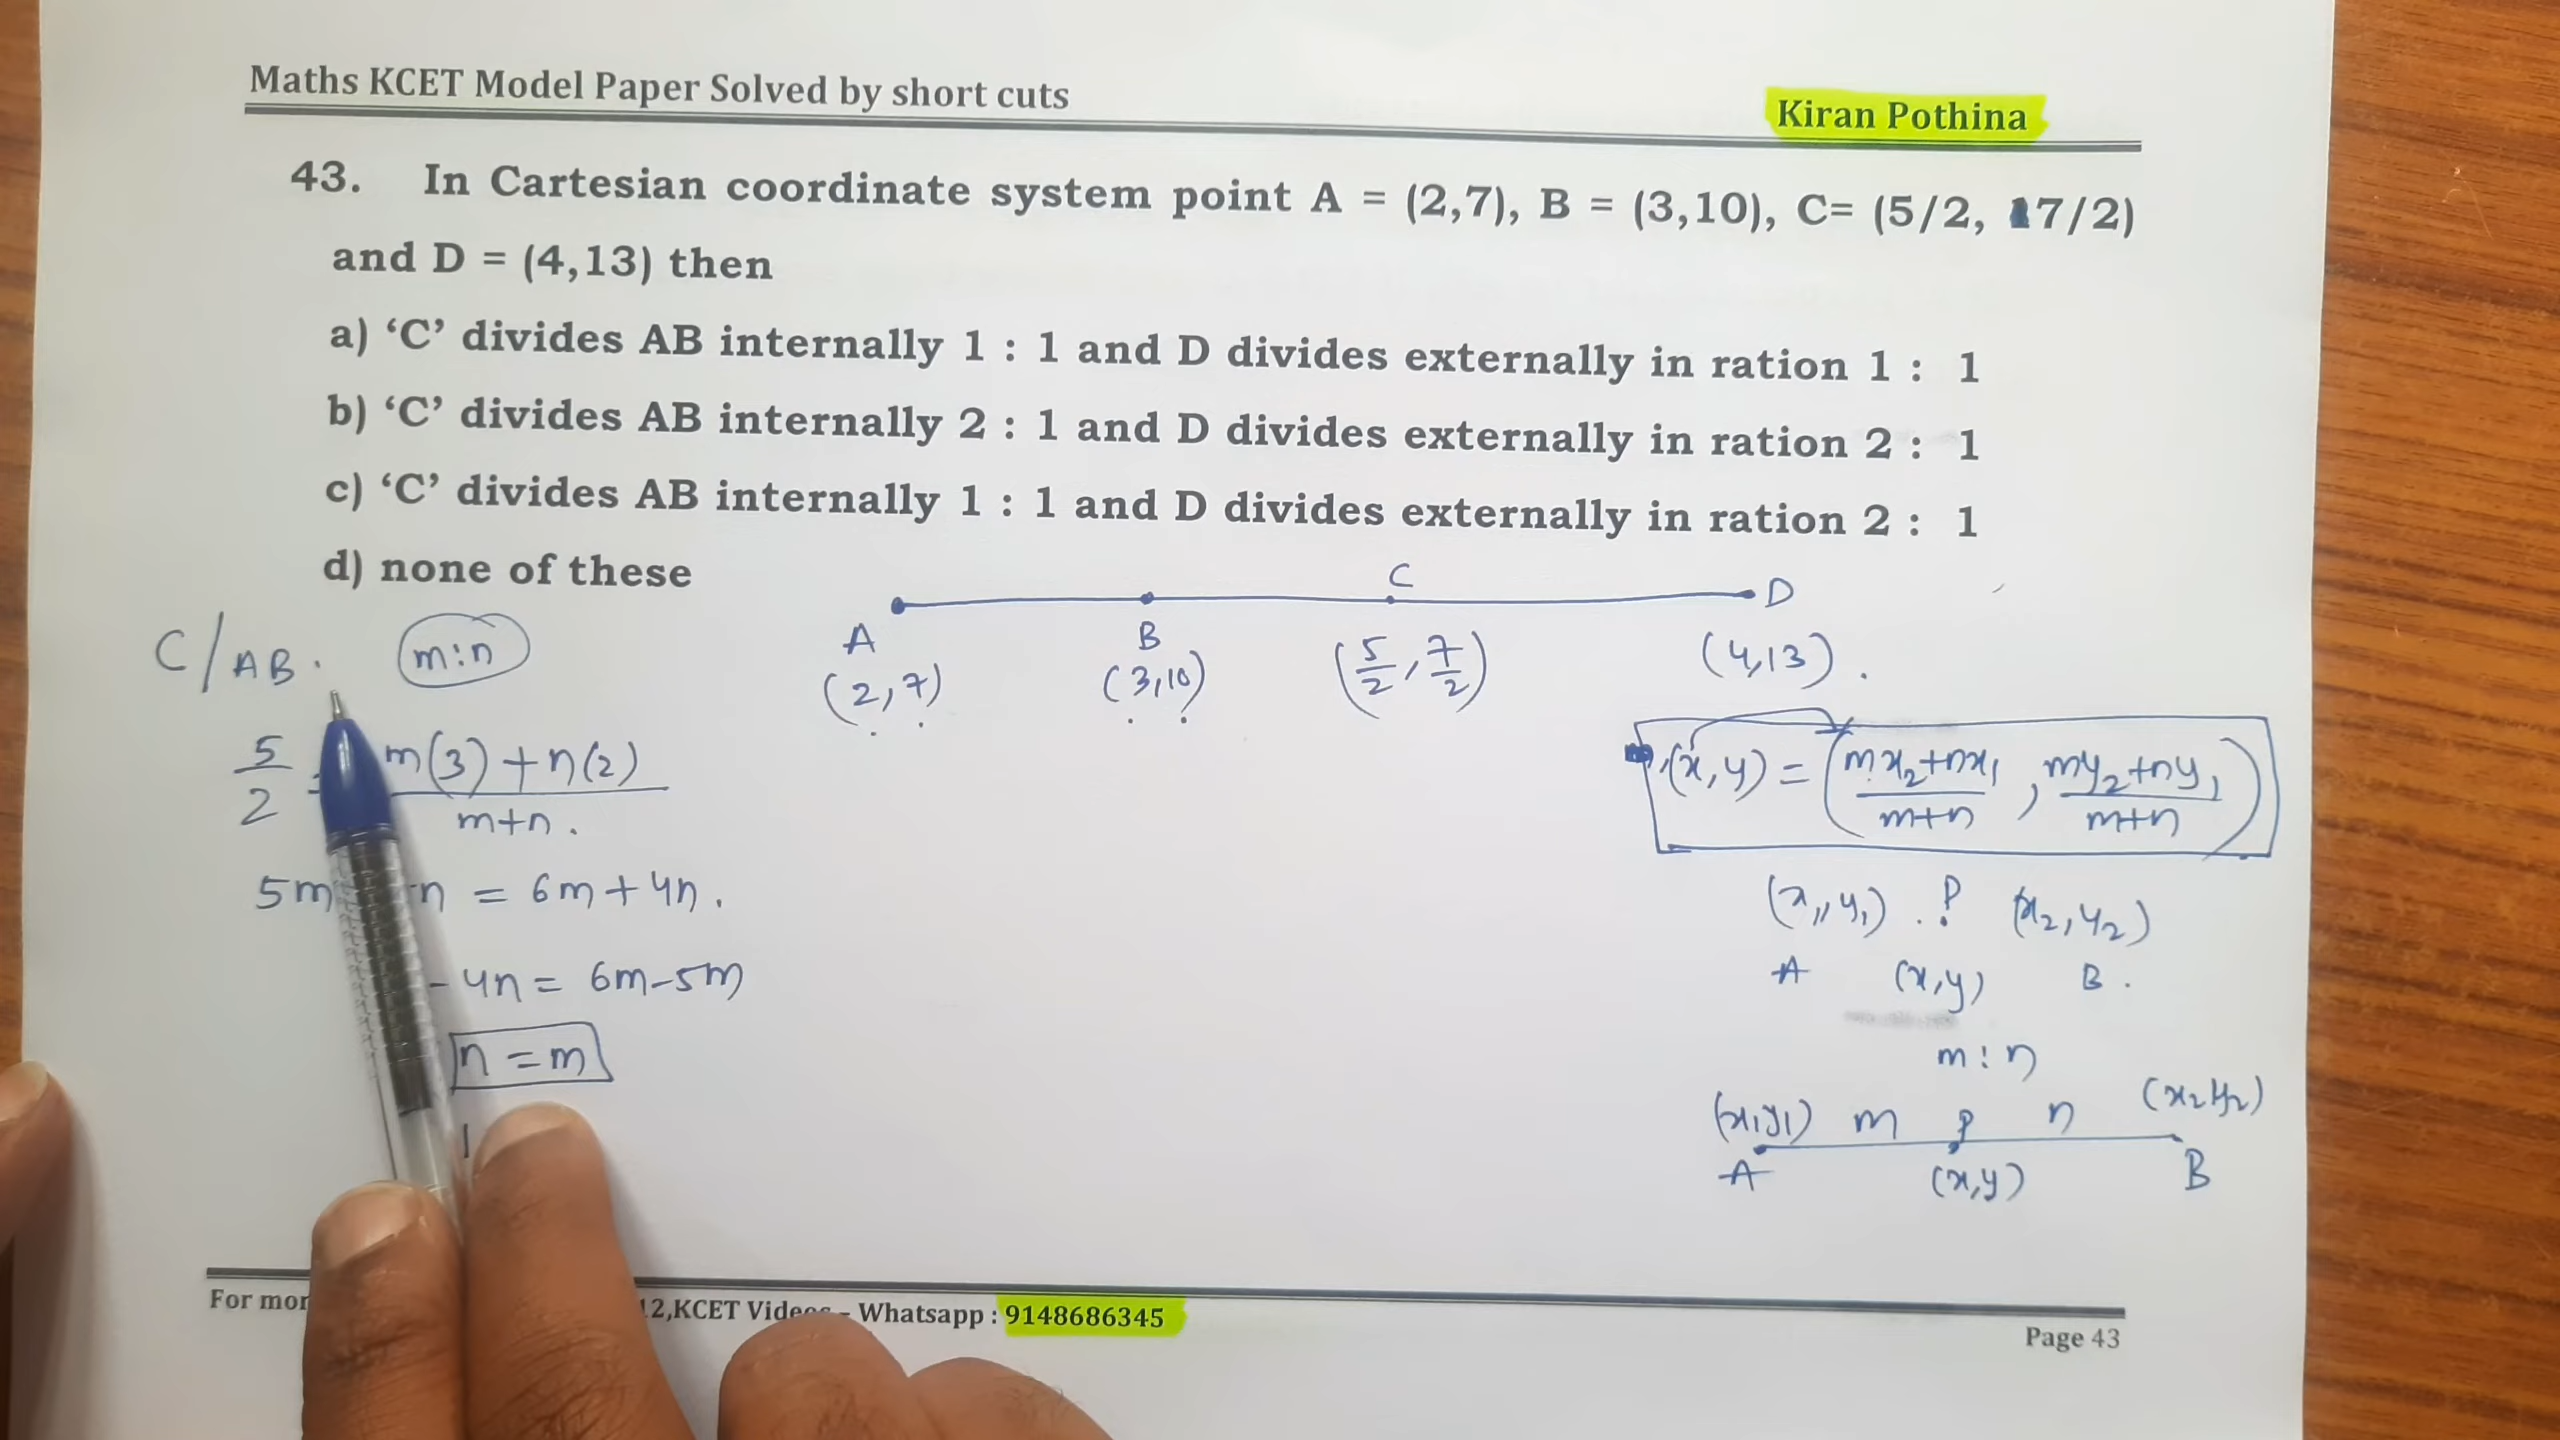 Maths KCET Model Paper Solved by short cuts
Kiran Pothina
43. In Cartesian coordinate system point A = (2,7), B = (3,10), C= (5/2, 17/2)
and D = (4,13) then
a) ‘C’ divides AB internally 1 : 1 and D divides externally in ration 1 : 1
b) ‘C’ divides AB internally 2 : 1 and D divides externally in ration 2 : 1
c) ‘C’ divides AB internally 1 : 1 and D divides externally in ration 2 : 1
d) none of these
A B C D
(2,7) (3,10) (5/2, 7/2) (4,13).
C/AB. m:n
5/2 = m(3)+n(2)/m+n.
5m n = 6m+4n.
-4n = 6m-5m
n = m
1
(x,y) = (mx₂+nx₁/m+n, my₂+ny₁/m+n)
(x₁,y₁) . P (x₂,y₂)
A (x,y) B.
m:n
(x₁y₁) m P n (x₂y₂)
A (x,y) B
For 12,KCET Videos - Whatsapp : 9148686345
Page 43